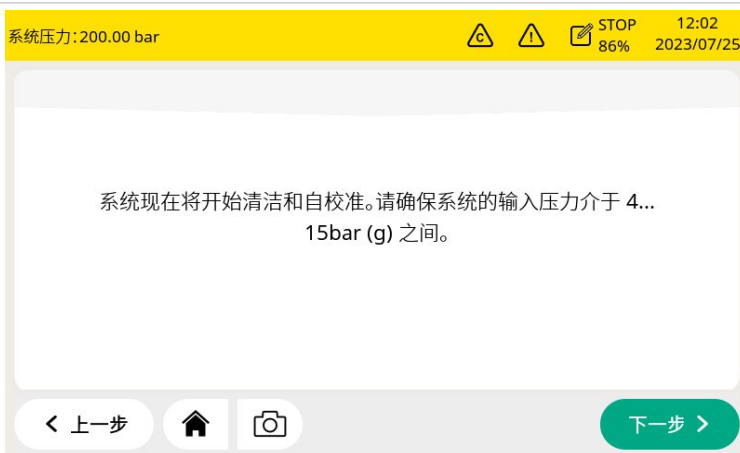 系统压力：200.00 bar
C
!
STOP
86%
12:02
2023/07/25
系统现在将开始清洁和自校准。请确保系统的输入压力介于 4...
15bar (g) 之间。
上一步
下一步